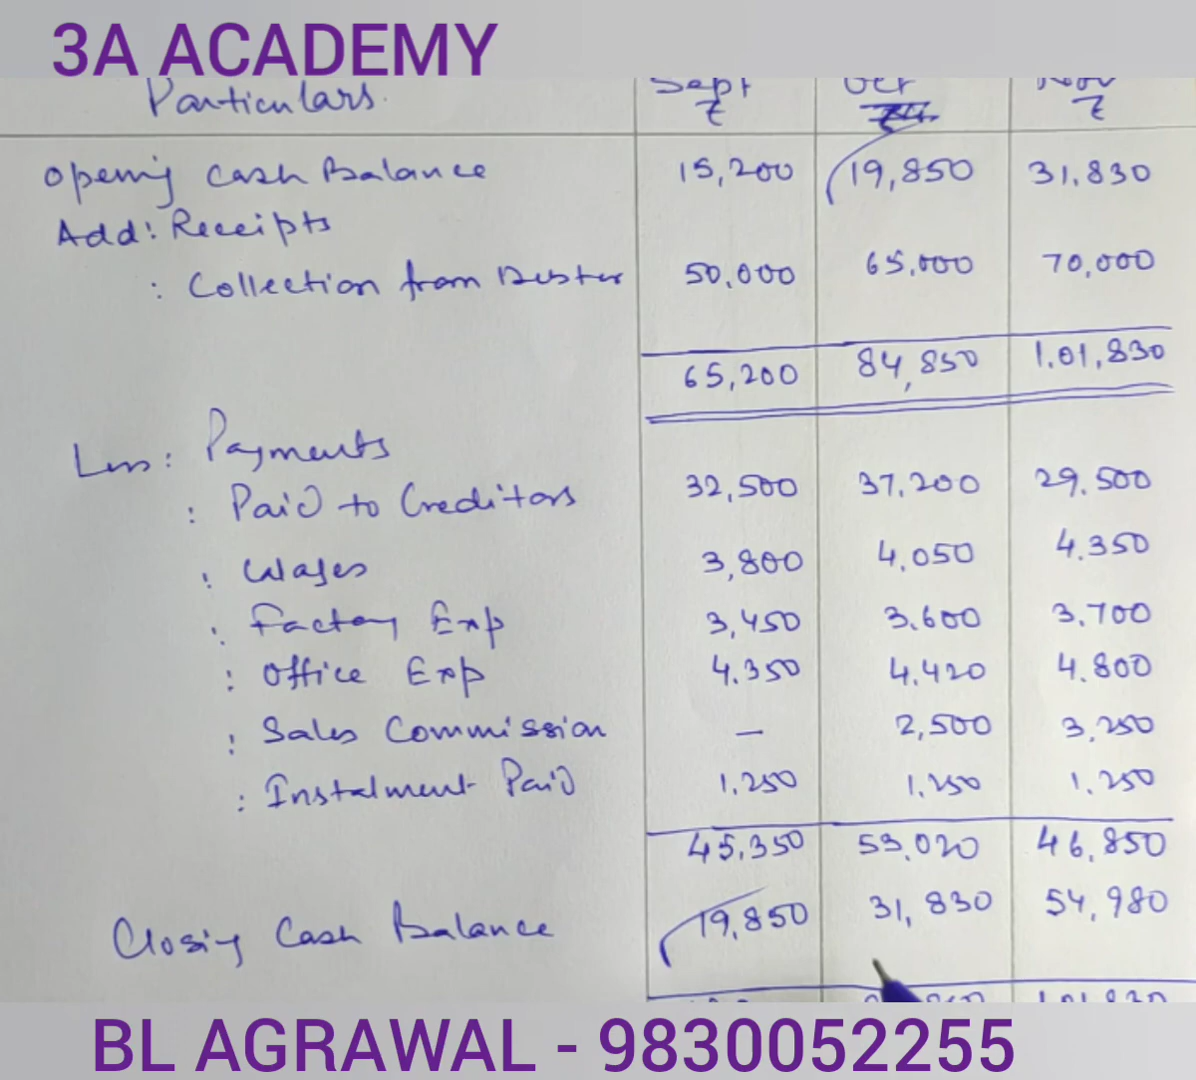 3A ACADEMY
Particulars Sept Oct Nov
₹ ₹
Opening Cash Balance 15,200 19,850 31,830
Add: Receipts
: Collection from Debtor 50,000 65,000 70,000
65,200 84,850 1,01,830
Less: Payments
: Paid to Creditors 32,500 37,200 29,500
: Wages 3,800 4,050 4,350
: Factory Exp 3,450 3,600 3,700
: Office Exp 4,350 4,420 4,800
: Sales Commission — 2,500 3,250
: Instalment Paid 1,250 1,250 1,250
45,350 53,020 46,850
Closing Cash Balance 19,850 31,830 54,980
BL AGRAWAL - 9830052255